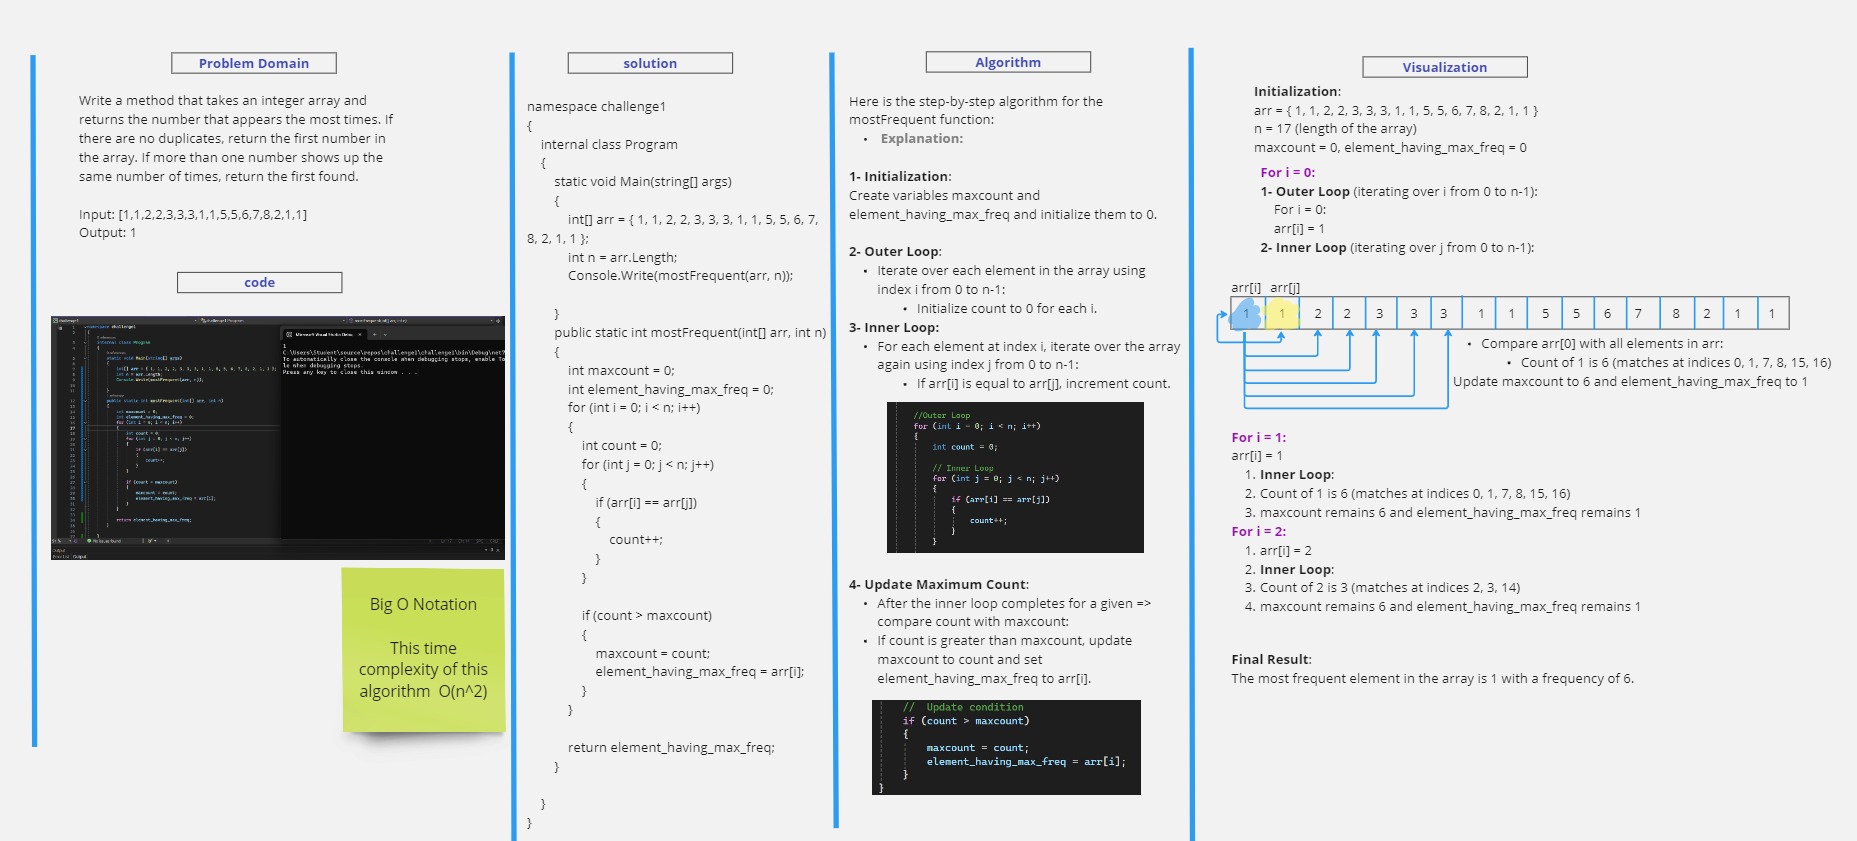 Problem Domain
Write a method that takes an integer array and
returns the number that appears the most times. If
there are no duplicates, return the first number in
the array. If more than one number shows up the
same number of times, return the first found.
Input: [1,1,2,2,3,3,3,1,1,5,5,6,7,8,2,1,1]
Output: 1
code
1
To automatically close the console when debugging stops, enable To
le when debugging stops.
Press any key to close this window . . .
Big O Notation
This time
complexity of this
algorithm O(n^2)
solution
namespace challenge1
{
internal class Program
{
static void Main(string[] args)
{
int[] arr = { 1, 1, 2, 2, 3, 3, 3, 1, 1, 5, 5, 6, 7,
8, 2, 1, 1 };
int n = arr.Length;
Console.Write(mostFrequent(arr, n));
}
public static int mostFrequent(int[] arr, int n)
{
int maxcount = 0;
int element_having_max_freq = 0;
for (int i = 0; i < n; i++)
{
int count = 0;
for (int j = 0; j < n; j++)
{
if (arr[i] == arr[j])
{
count++;
}
}
if (count > maxcount)
{
maxcount = count;
element_having_max_freq = arr[i];
}
}
return element_having_max_freq;
}
}
}
Algorithm
Here is the step-by-step algorithm for the
mostFrequent function:
• Explanation:
1- Initialization:
Create variables maxcount and
element_having_max_freq and initialize them to 0.
2- Outer Loop:
• Iterate over each element in the array using
index i from 0 to n-1:
• Initialize count to 0 for each i.
3- Inner Loop:
• For each element at index i, iterate over the array
again using index j from 0 to n-1:
• If arr[i] is equal to arr[j], increment count.
//Outer Loop
for (int i = 0; i < n; i++)
{
int count = 0;
// Inner Loop
for (int j = 0; j < n; j++)
{
if (arr[i] == arr[j])
{
count++;
}
}
4- Update Maximum Count:
• After the inner loop completes for a given =>
compare count with maxcount:
• If count is greater than maxcount, update
maxcount to count and set
element_having_max_freq to arr[i].
// Update condition
if (count > maxcount)
{
maxcount = count;
element_having_max_freq = arr[i];
}
}
Visualization
Initialization:
arr = { 1, 1, 2, 2, 3, 3, 3, 1, 1, 5, 5, 6, 7, 8, 2, 1, 1 }
n = 17 (length of the array)
maxcount = 0, element_having_max_freq = 0
For i = 0:
1- Outer Loop (iterating over i from 0 to n-1):
For i = 0:
arr[i] = 1
2- Inner Loop (iterating over j from 0 to n-1):
arr[i] arr[j]
1 1 2 2 3 3 3 1 1 5 5 6 7 8 2 1 1
• Compare arr[0] with all elements in arr:
• Count of 1 is 6 (matches at indices 0, 1, 7, 8, 15, 16)
Update maxcount to 6 and element_having_max_freq to 1
For i = 1:
arr[i] = 1
1. Inner Loop:
2. Count of 1 is 6 (matches at indices 0, 1, 7, 8, 15, 16)
3. maxcount remains 6 and element_having_max_freq remains 1
For i = 2:
1. arr[i] = 2
2. Inner Loop:
3. Count of 2 is 3 (matches at indices 2, 3, 14)
4. maxcount remains 6 and element_having_max_freq remains 1
Final Result:
The most frequent element in the array is 1 with a frequency of 6.